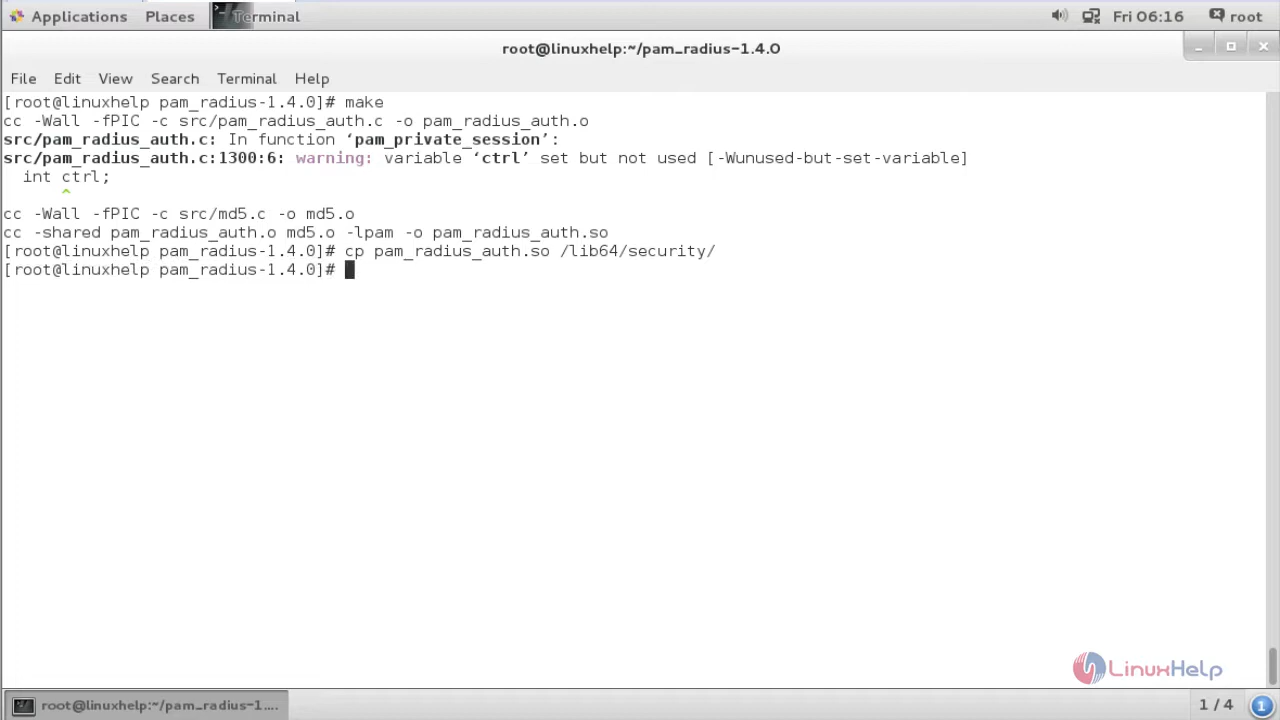 Applications Places Terminal Fri 06:16 root
root@linuxhelp:~/pam_radius-1.4.0
File Edit View Search Terminal Help
[root@linuxhelp pam_radius-1.4.0]# make
cc -Wall -fPIC -c src/pam_radius_auth.c -o pam_radius_auth.o
src/pam_radius_auth.c: In function ‘pam_private_session’:
src/pam_radius_auth.c:1300:6: warning: variable ‘ctrl’ set but not used [-Wunused-but-set-variable]
int ctrl;
^
cc -Wall -fPIC -c src/md5.c -o md5.o
cc -shared pam_radius_auth.o md5.o -lpam -o pam_radius_auth.so
[root@linuxhelp pam_radius-1.4.0]# cp pam_radius_auth.so /lib64/security/
[root@linuxhelp pam_radius-1.4.0]#
LinuxHelp
root@linuxhelp:~/pam_radius-1.... 1 / 4 1